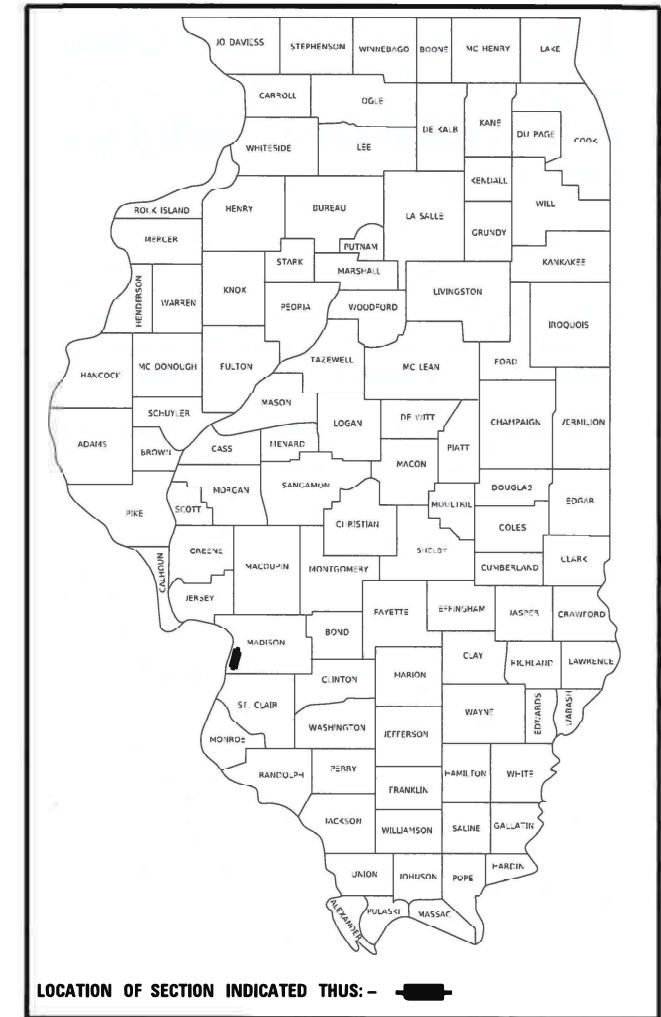 JO DAVIESS STEPHENSON WINNEBAGO BOONE MC HENRY LAKE
CARROLL OGLE DE KALB KANE DU PAGE COOK
WHITESIDE LEE
KENDALL
ROCK ISLAND HENRY BUREAU LA SALLE WILL
MERCER PUTNAM GRUNDY
STARK MARSHALL KANKAKEE
HENDERSON WARREN KNOX PEORIA WOODFORD LIVINGSTON
IROQUOIS
HANCOCK MC DONOUGH FULTON TAZEWELL MC LEAN FORD
SCHUYLER MASON
ADAMS BROWN CASS MENARD LOGAN DE WITT PIATT CHAMPAIGN VERMILION
MACON
PIKE SCOTT MORGAN SANGAMON MOULTRIE DOUGLAS EDGAR
CHRISTIAN COLES
CALHOUN GREENE MACOUPIN MONTGOMERY SHELBY CUMBERLAND CLARK
JERSEY FAYETTE EFFINGHAM JASPER CRAWFORD
MADISON BOND
CLINTON MARION CLAY RICHLAND LAWRENCE
ST. CLAIR WAYNE EDWARDS WABASH
MONROE WASHINGTON JEFFERSON
RANDOLPH PERRY HAMILTON WHITE
FRANKLIN
JACKSON WILLIAMSON SALINE GALLATIN
UNION JOHNSON POPE HARDIN
ALEXANDER PULASKI MASSAC
LOCATION OF SECTION INDICATED THUS: –